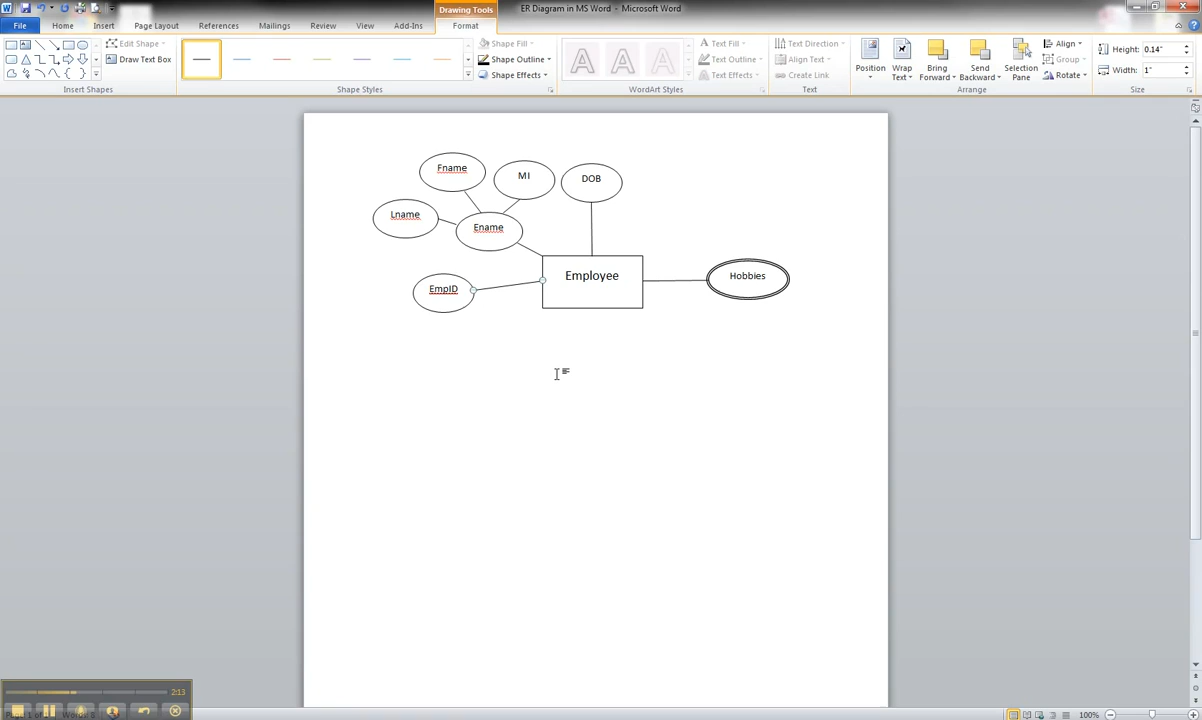 ER Diagram in MS Word - Microsoft Word
Drawing Tools
File Home Insert Page Layout References Mailings Review View Add-Ins Format
Edit Shape
Draw Text Box
Insert Shapes
Shape Fill
Shape Outline
Shape Effects
Shape Styles
A A A
Text Fill
Text Outline
Text Effects
WordArt Styles
Text Direction
Align Text
Create Link
Text
Position
Wrap Text
Bring Forward
Send Backward
Selection Pane
Align
Group
Rotate
Arrange
Height: 0.14"
Width: 1"
Size
Fname
MI
DOB
Lname
Ename
Employee
Hobbies
EmpID
2:13
100%